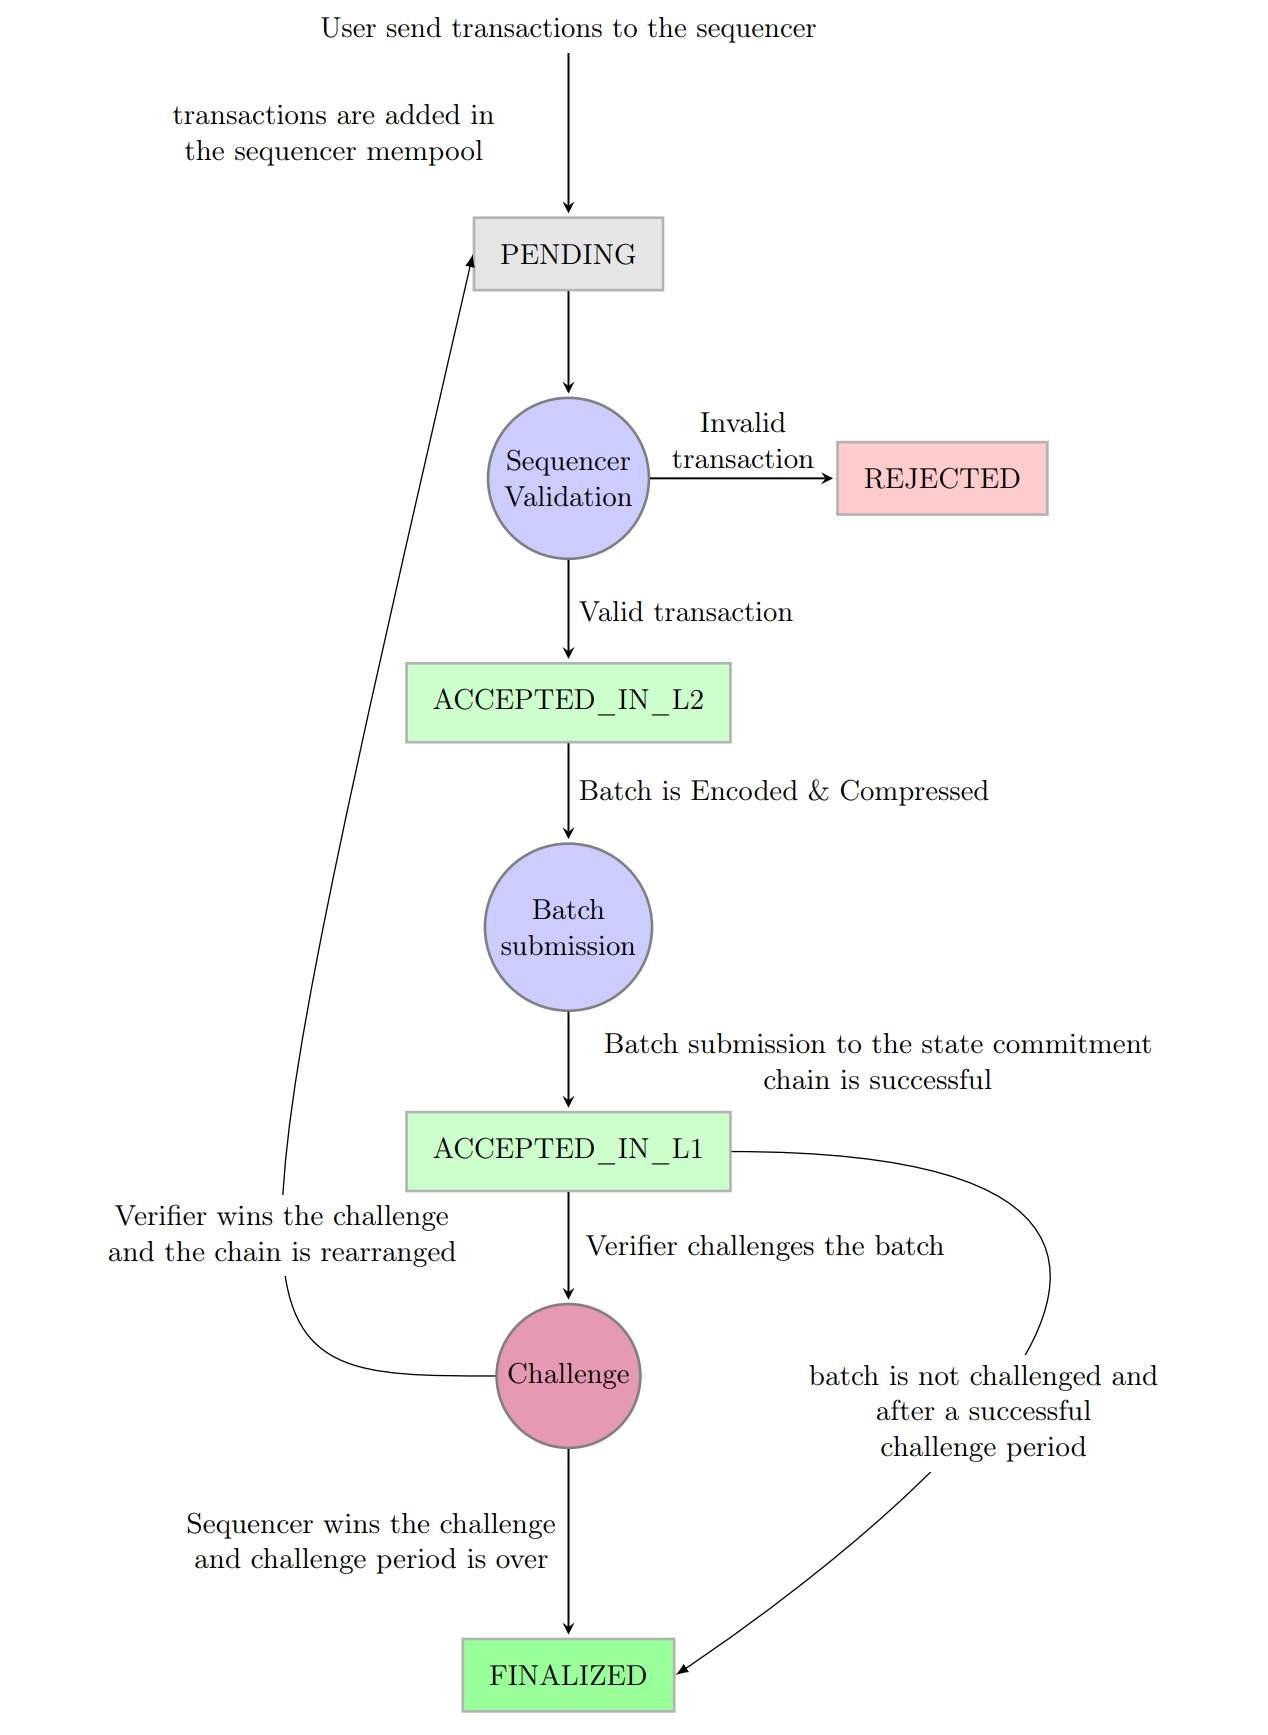 User send transactions to the sequencer
transactions are added in
the sequencer mempool
PENDING
Sequencer
Validation
Invalid
transaction
REJECTED
Valid transaction
ACCEPTED_IN_L2
Batch is Encoded & Compressed
Batch
submission
Batch submission to the state commitment
chain is successful
ACCEPTED_IN_L1
Verifier wins the challenge
and the chain is rearranged
Verifier challenges the batch
Challenge
batch is not challenged and
after a successful
challenge period
Sequencer wins the challenge
and challenge period is over
FINALIZED